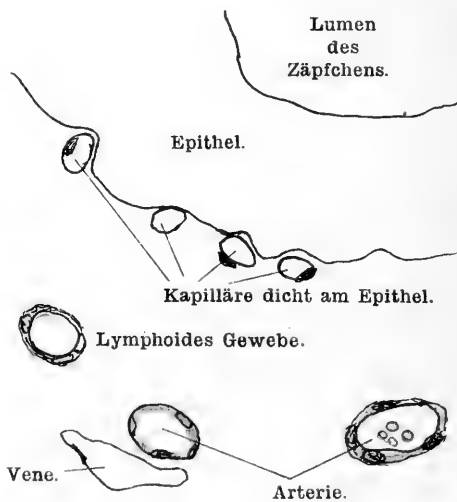 Lumen
des
Zäpfchens.
Epithel.
Kapilläre dicht am Epithel.
Lymphoides Gewebe.
Vene.
Arterie.